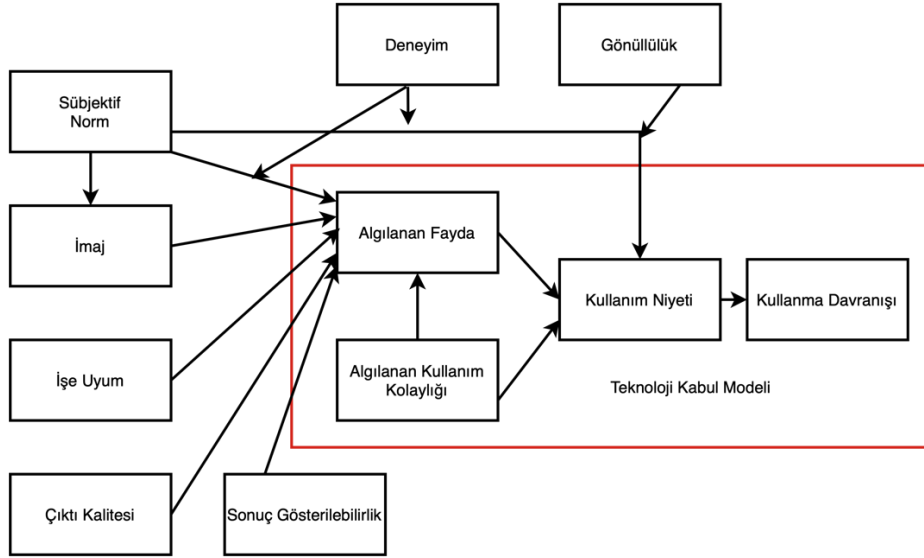 Deneyim
Gönüllülük
Sübjektif
Norm
İmaj
Algılanan Fayda
Kullanım Niyeti
Kullanma Davranışı
İşe Uyum
Algılanan Kullanım
Kolaylığı
Teknoloji Kabul Modeli
Çıktı Kalitesi
Sonuç Gösterilebilirlik